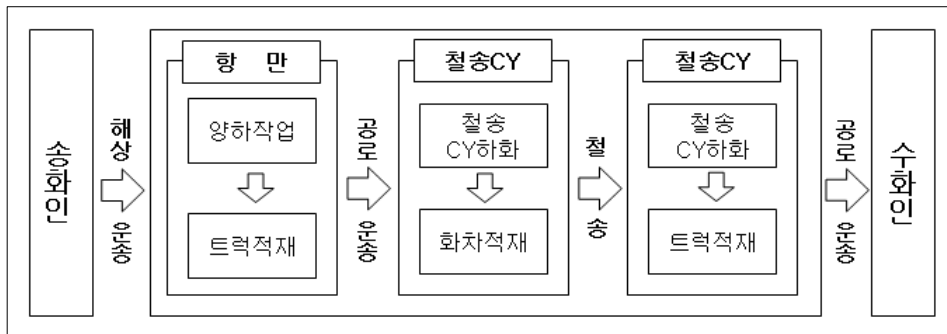 송화인
해상
운송
항 만
양하작업
트럭적재
공로
운송
철송CY
철송
CY하화
화차적재
철
송
철송CY
철송
CY하화
트럭적재
공로
운송
수화인